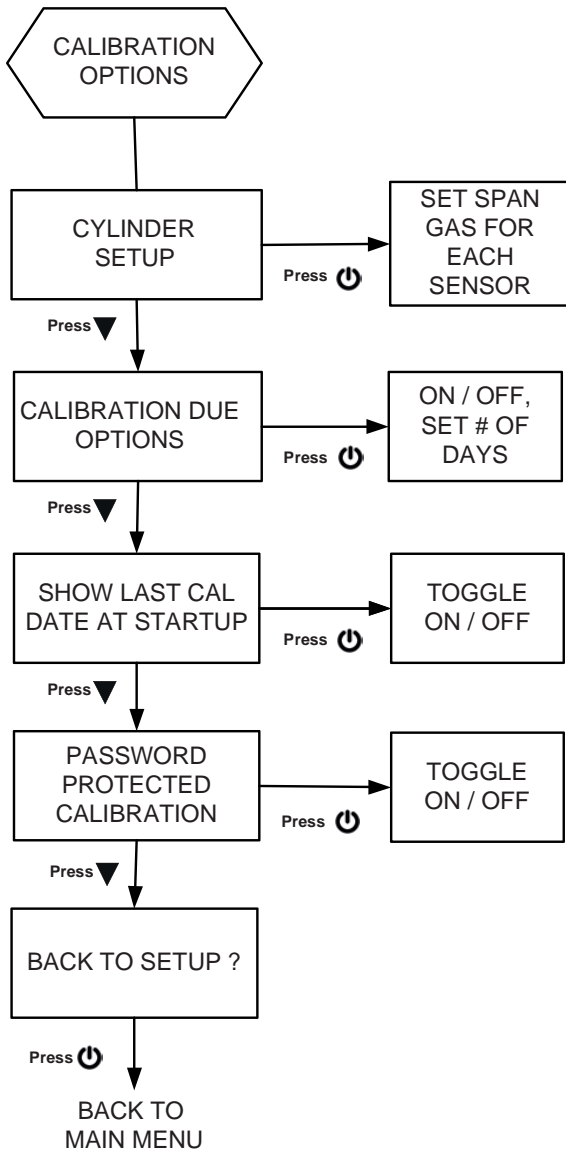 CALIBRATION
OPTIONS
CYLINDER
SETUP
Press
SET SPAN
GAS FOR
EACH
SENSOR
Press
CALIBRATION DUE
OPTIONS
Press
ON / OFF,
SET # OF
DAYS
Press
SHOW LAST CAL
DATE AT STARTUP
Press
TOGGLE
ON / OFF
Press
PASSWORD
PROTECTED
CALIBRATION
Press
TOGGLE
ON / OFF
Press
BACK TO SETUP ?
Press
BACK TO
MAIN MENU